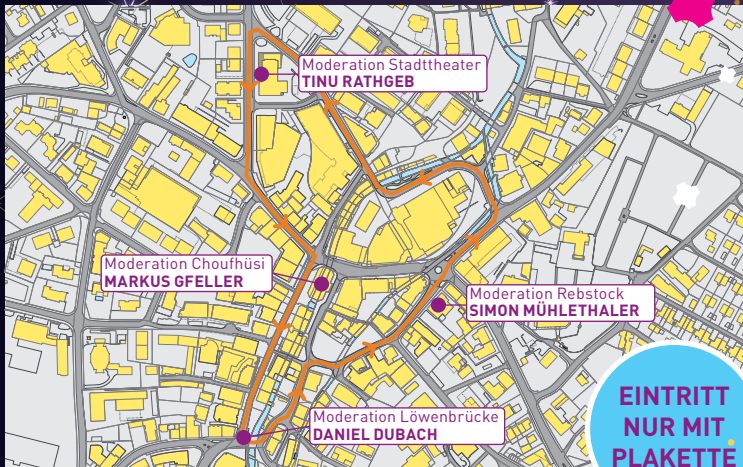 Moderation Stadttheater
TINU RATHGEB
Moderation Choufhüsi
MARKUS GFELLER
Moderation Rebstock
SIMON MÜHLETHALER
Moderation Löwenbrücke
DANIEL DUBACH
EINTRITT
NUR MIT
PLAKETTE